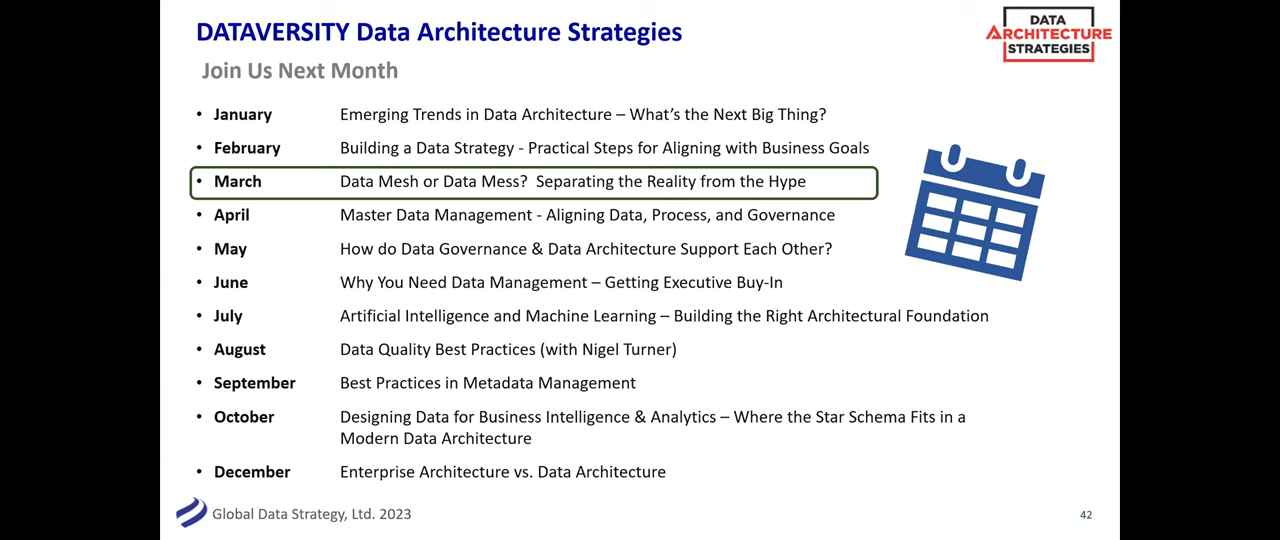 DATAVERSITY Data Architecture Strategies
DATA
ARCHITECTURE
STRATEGIES
Join Us Next Month
• January Emerging Trends in Data Architecture – What's the Next Big Thing?
• February Building a Data Strategy - Practical Steps for Aligning with Business Goals
• March Data Mesh or Data Mess?  Separating the Reality from the Hype
• April Master Data Management - Aligning Data, Process, and Governance
• May How do Data Governance & Data Architecture Support Each Other?
• June Why You Need Data Management – Getting Executive Buy-In
• July Artificial Intelligence and Machine Learning – Building the Right Architectural Foundation
• August Data Quality Best Practices (with Nigel Turner)
• September Best Practices in Metadata Management
• October Designing Data for Business Intelligence & Analytics – Where the Star Schema Fits in a
Modern Data Architecture
• December Enterprise Architecture vs. Data Architecture
Global Data Strategy, Ltd. 2023
42